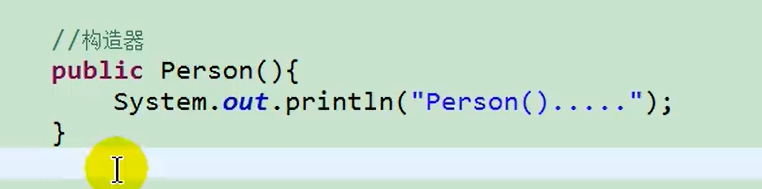 //构造器
public Person(){
System.out.println("Person().....");
}